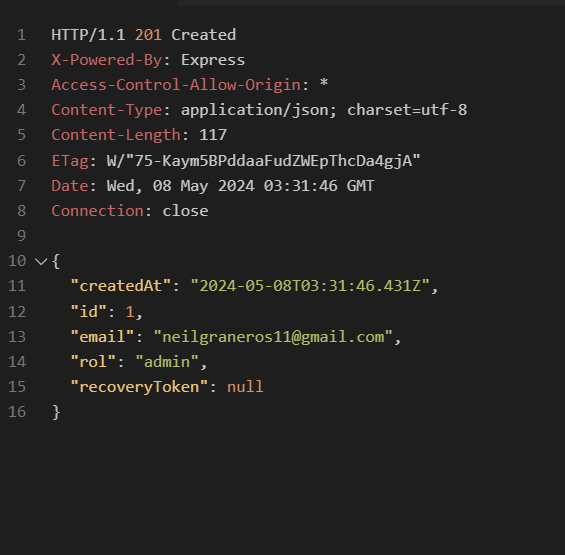 1 HTTP/1.1 201 Created
2 X-Powered-By: Express
3 Access-Control-Allow-Origin: *
4 Content-Type: application/json; charset=utf-8
5 Content-Length: 117
6 ETag: W/"75-Kaym5BPddaaFudZWEpThcDa4gjA"
7 Date: Wed, 08 May 2024 03:31:46 GMT
8 Connection: close
9
10 {
11 "createdAt": "2024-05-08T03:31:46.431Z",
12 "id": 1,
13 "email": "neilgraneros11@gmail.com",
14 "rol": "admin",
15 "recoveryToken": null
16 }